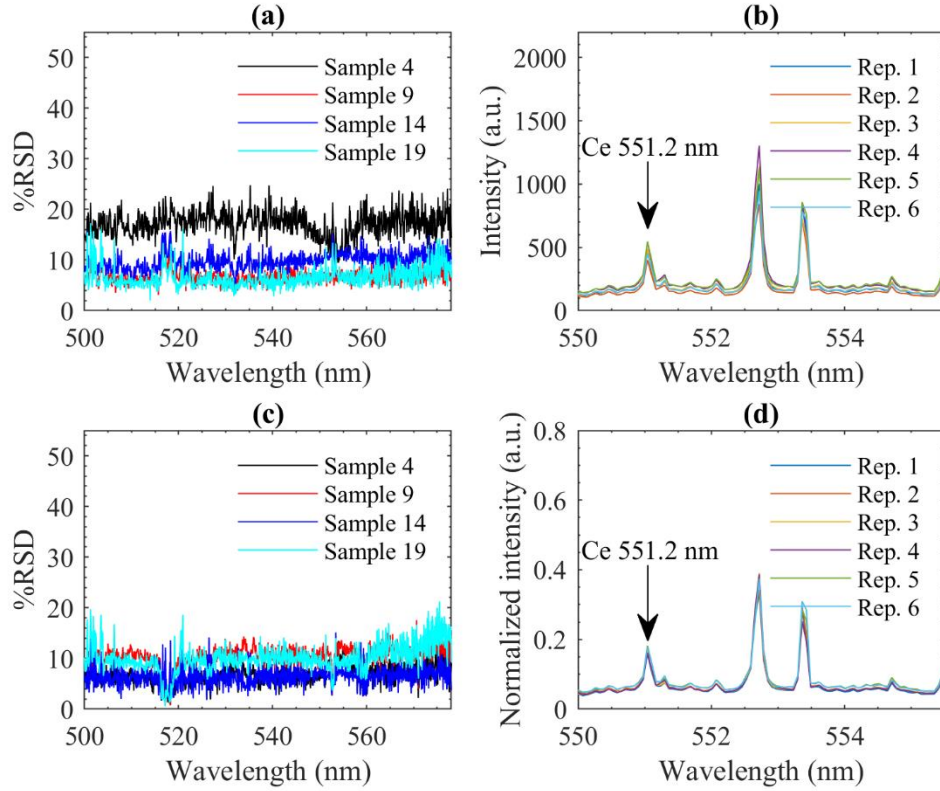 (a)
50
40
30
20
10
0
%RSD
Sample 4
Sample 9
Sample 14
Sample 19
500
520
540
560
Wavelength (nm)
(b)
2000
1500
1000
500
0
Intensity (a.u.)
Ce 551.2 nm
Rep. 1
Rep. 2
Rep. 3
Rep. 4
Rep. 5
Rep. 6
550
552
554
Wavelength (nm)
(c)
50
40
30
20
10
0
%RSD
Sample 4
Sample 9
Sample 14
Sample 19
500
520
540
560
Wavelength (nm)
(d)
0.8
0.6
0.4
0.2
0
Normalized intensity (a.u.)
Ce 551.2 nm
Rep. 1
Rep. 2
Rep. 3
Rep. 4
Rep. 5
Rep. 6
550
552
554
Wavelength (nm)